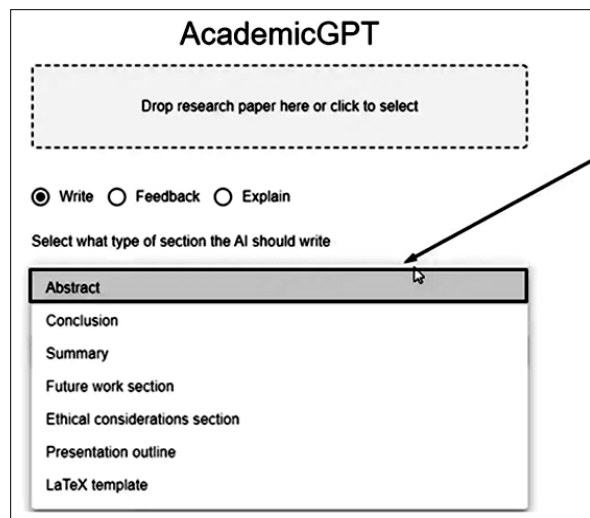 AcademicGPT
Drop research paper here or click to select
Write Feedback Explain
Select what type of section the AI should write
Abstract
Conclusion
Summary
Future work section
Ethical considerations section
Presentation outline
LaTeX template